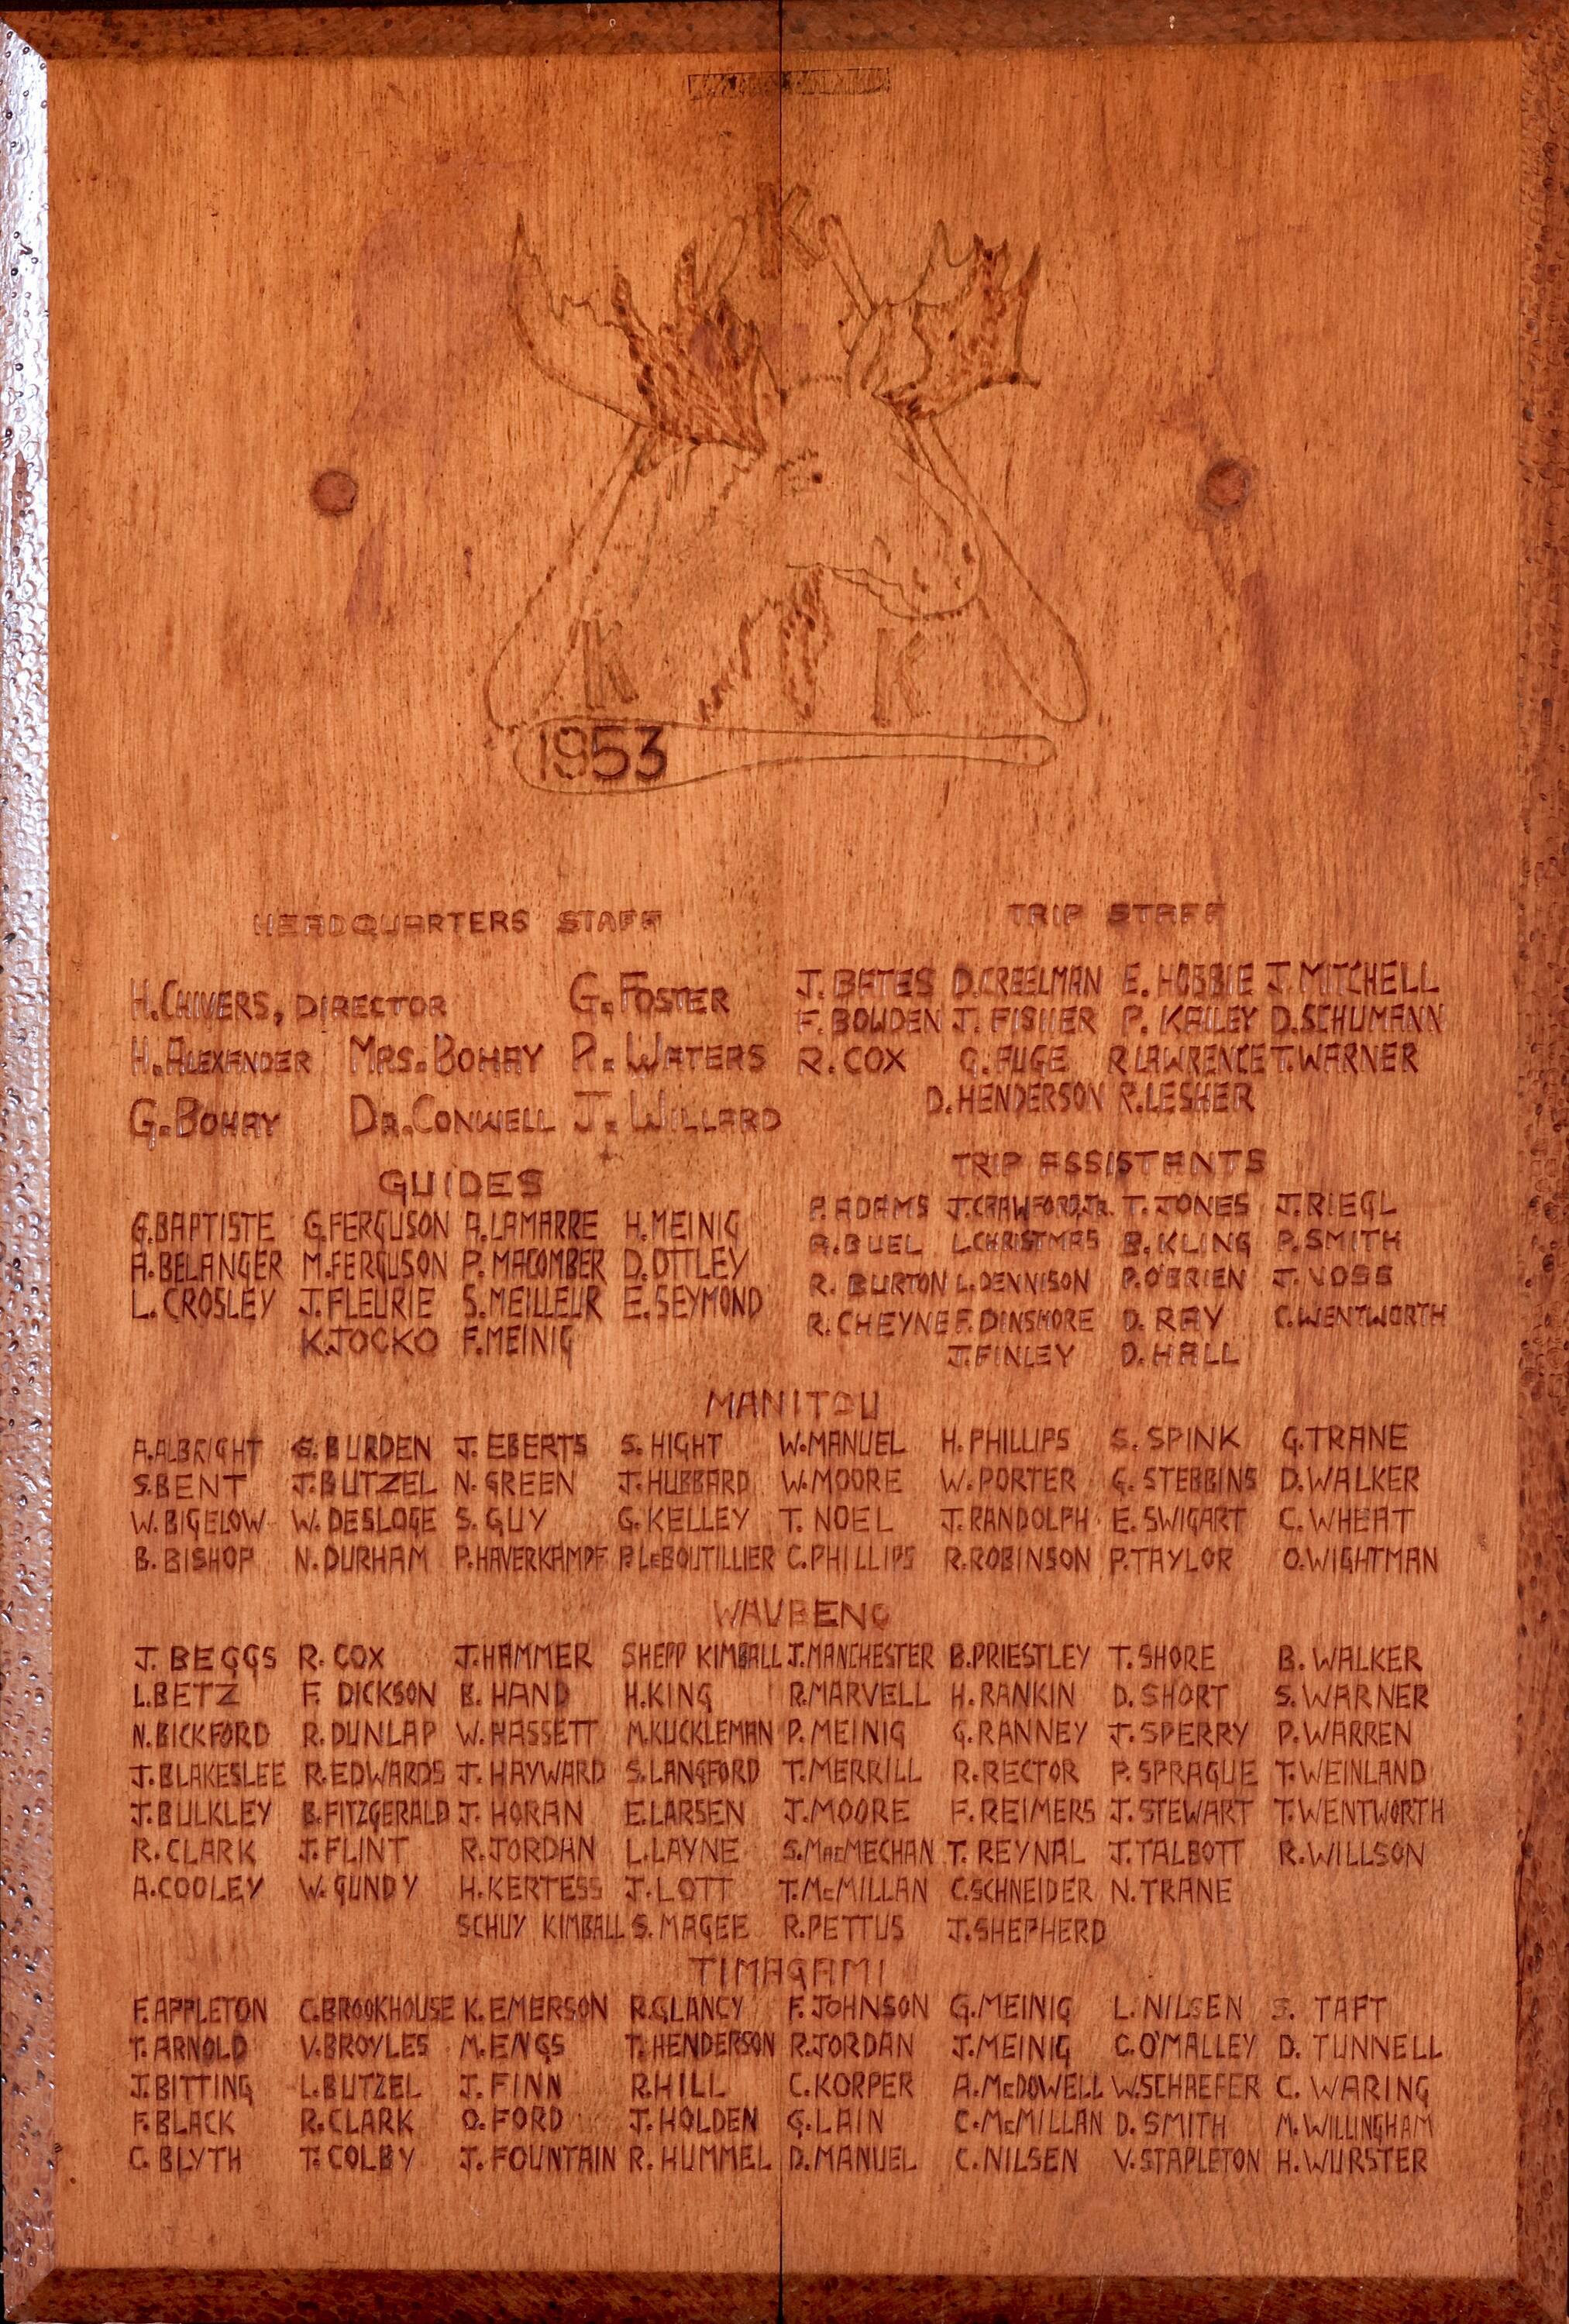 K
K K
1953
HEADQUARTERS STAFF
H. CHIVERS, DIRECTOR G. FOSTER
H. ALEXANDER MRS. BOHAY P. WATERS
G. BOHAY DR. CONWELL J. WILLARD
TRIP STAFF
J. BATES D. CREELMAN E. HOBBIE J. MITCHELL
F. BOWDEN J. FISHER P. KAILEY D. SCHUMANN
R. COX G. FUGE R. LAWRENCE T. WARNER
D. HENDERSON R. LESHER
GUIDES
G. BAPTISTE G. FERGUSON A. LAMARRE H. MEINIG
A. BELANGER M. FERGUSON P. MACOMBER D. OTTLEY
L. CROSLEY J. FLEURIE S. MEILLEUR E. SEYMOND
K. JOCKO F. MEINIG
TRIP ASSISTANTS
P. ADAMS J. CRAWFORD, JR. T. JONES J. RIEGL
A. BUEL L. CHRISTMAS B. KLING P. SMITH
R. BURTON L. DENNISON P. O'BRIEN J. VOSS
R. CHEYNE F. DINSMORE D. RAY C. WENTWORTH
J. FINLEY D. HALL
MANITOU
A. ALBRIGHT S. BURDEN J. EBERTS S. HIGHT W. MANUEL H. PHILLIPS S. SPINK G. TRANE
S. BENT J. BUTZEL N. GREEN J. HUBBARD W. MOORE W. PORTER G. STEBBINS D. WALKER
W. BIGELOW W. DESLOGE S. GUY G. KELLEY T. NOEL J. RANDOLPH E. SWIGART C. WHEAT
B. BISHOP N. DURHAM P. HAVERKAMPF P. LEBOUTILLIER C. PHILLIPS R. ROBINSON P. TAYLOR O. WIGHTMAN
WAUBENO
J. BEGGS R. COX J. HAMMER SHEPP KIMBALL J. MANCHESTER B. PRIESTLEY T. SHORE B. WALKER
L. BETZ F. DICKSON B. HAND H. KING R. MARVELL H. RANKIN D. SHORT S. WARNER
N. BICKFORD R. DUNLAP W. HASSETT M. KUCKLEMAN P. MEINIG G. RANNEY J. SPERRY P. WARREN
J. BLAKESLEE R. EDWARDS J. HAYWARD S. LANGFORD T. MERRILL R. RECTOR P. SPRAGUE T. WEINLAND
J. BULKLEY B. FITZGERALD J. HORAN E. LARSEN J. MOORE F. REIMERS J. STEWART T. WENTWORTH
R. CLARK J. FLINT R. JORDAN L. LAYNE S. MACMECHAN T. REYNAL J. TALBOTT R. WILLSON
A. COOLEY W. GUNDY H. KERTESS J. LOTT T. McMILLAN C. SCHNEIDER N. TRANE
SCHUY KIMBALL S. MAGEE R. PETTUS J. SHEPHERD
TIMAGAMI
F. APPLETON C. BROOKHOUSE K. EMERSON R. GLANCY F. JOHNSON G. MEINIG L. NILSEN S. TAFT
T. ARNOLD V. BROYLES M. ENGS T. HENDERSON R. JORDAN J. MEINIG C. O'MALLEY D. TUNNELL
J. BITTING L. BUTZEL J. FINN R. HILL C. KORPER A. McDOWELL W. SCHAEFER C. WARING
F. BLACK R. CLARK O. FORD J. HOLDEN G. LAIN C. McMILLAN D. SMITH M. WILLINGHAM
C. BLYTH T. COLBY J. FOUNTAIN R. HUMMEL D. MANUEL C. NILSEN V. STAPLETON H. WURSTER